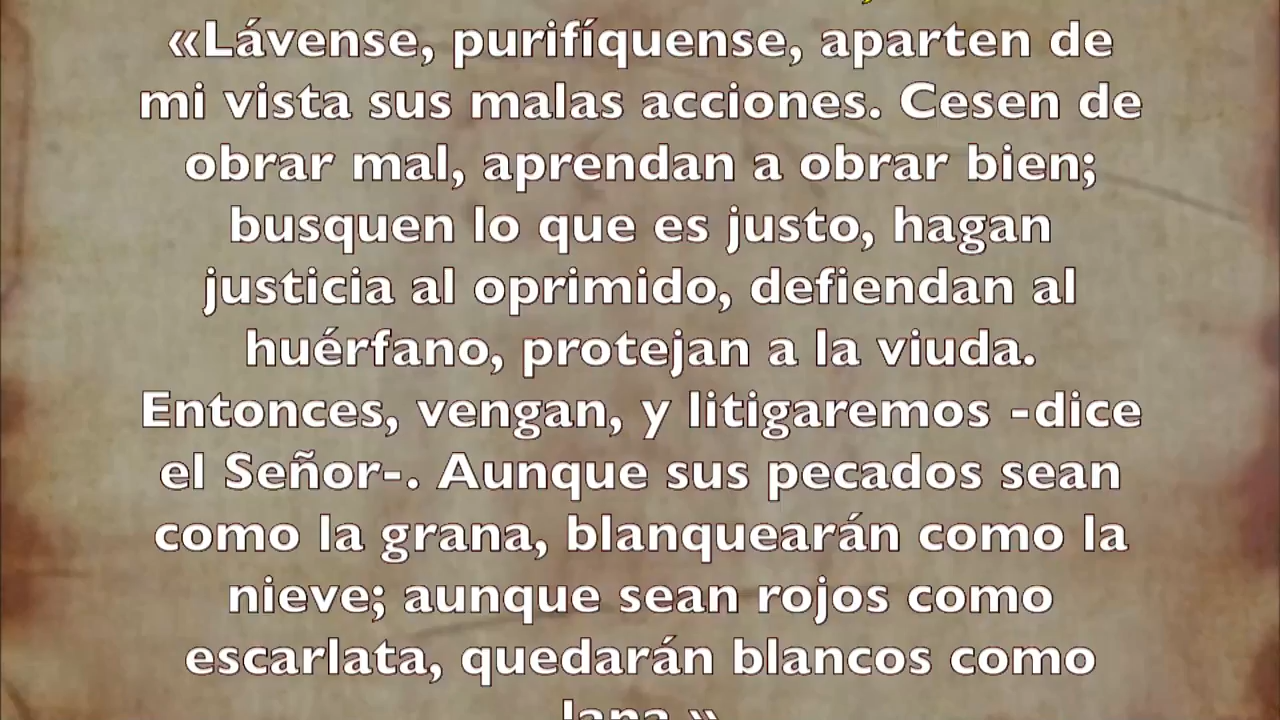 «Lávense, purifíquense, aparten de
mi vista sus malas acciones. Cesen de
obrar mal, aprendan a obrar bien;
busquen lo que es justo, hagan
justicia al oprimido, defiendan al
huérfano, protejan a la viuda.
Entonces, vengan, y litigaremos -dice
el Señor-. Aunque sus pecados sean
como la grana, blanquearán como la
nieve; aunque sean rojos como
escarlata, quedarán blancos como
lana.»